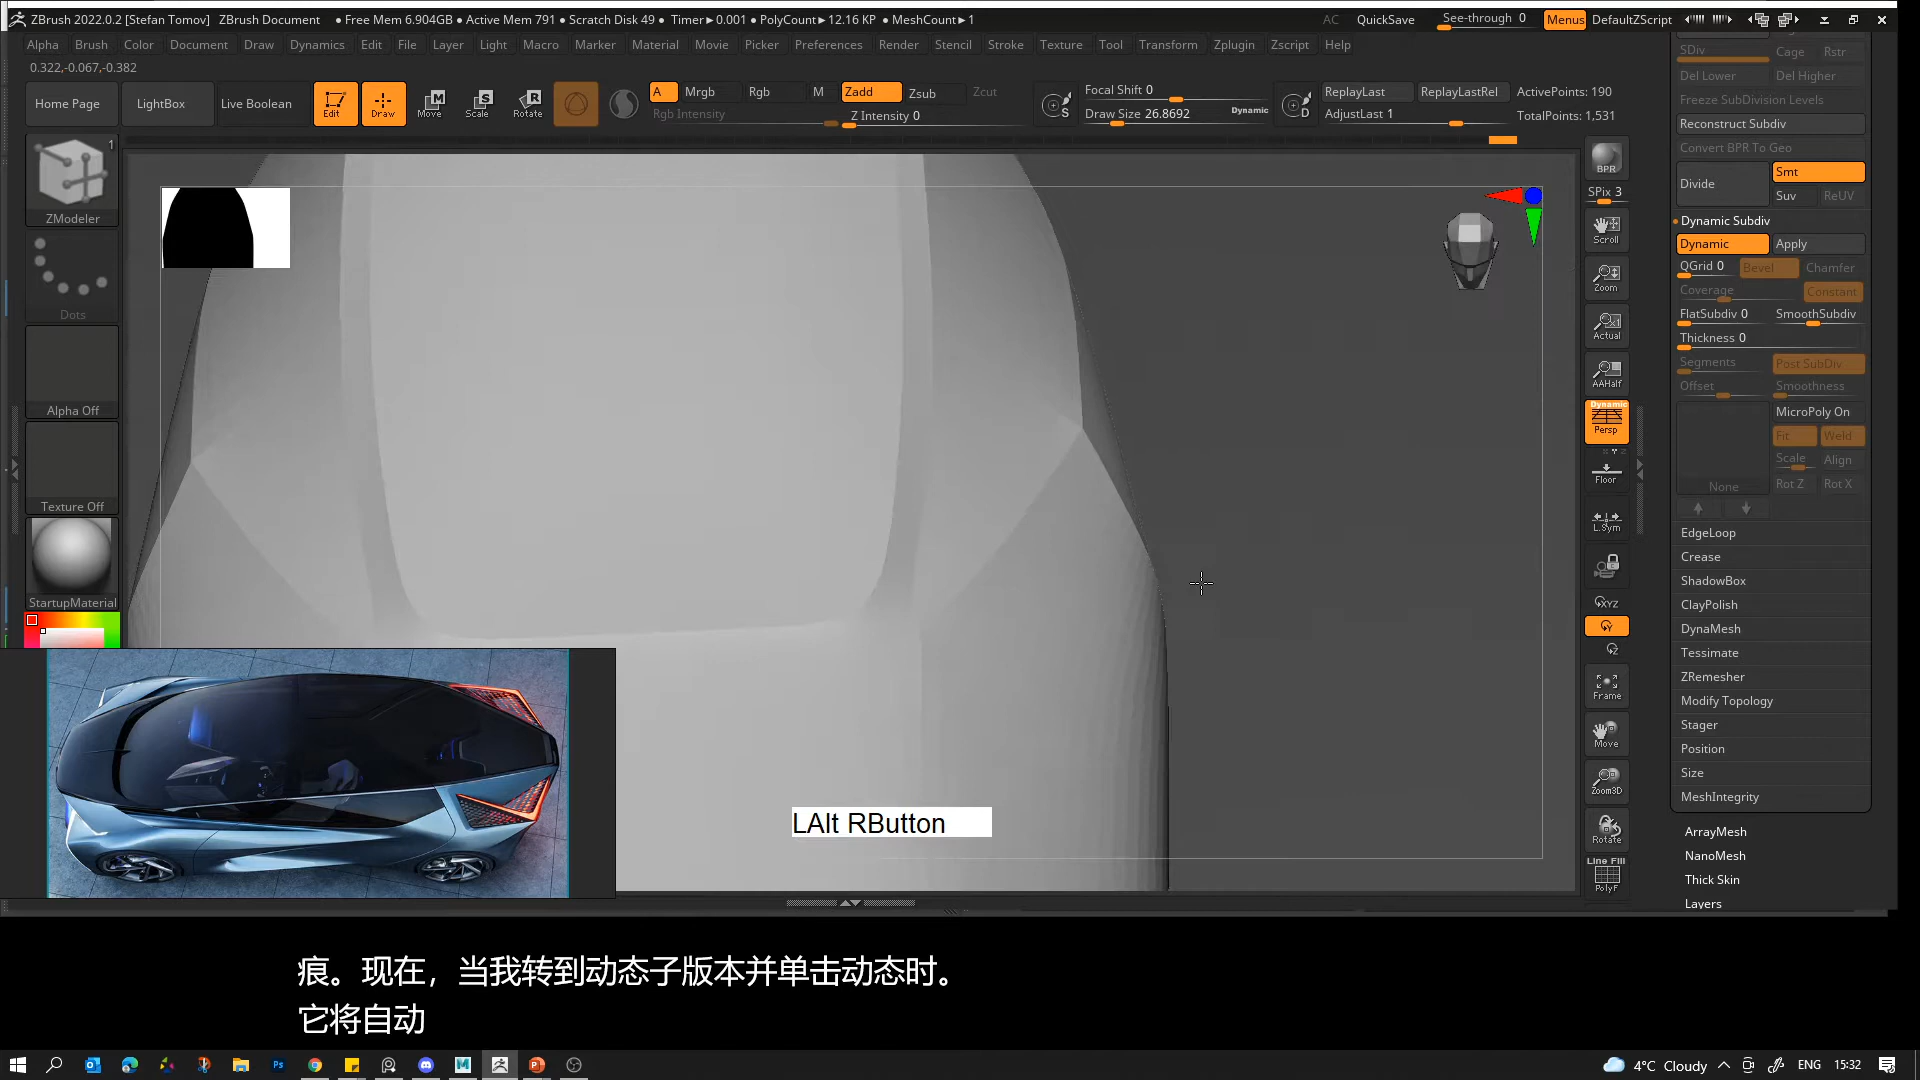 ZBrush 2022.0.2 [Stefan Tomov] ZBrush Document • Free Mem 6.904GB • Active Mem 791 • Scratch Disk 49 • Timer►0.001 • PolyCount►12.16 KP • MeshCount►1 AC QuickSave See-through 0 Menus DefaultZScript
Alpha Brush Color Document Draw Dynamics Edit File Layer Light Macro Marker Material Movie Picker Preferences Render Stencil Stroke Texture Tool Transform Zplugin Zscript Help
0.322,-0.067,-0.382
Home Page LightBox Live Boolean Edit Draw Move Scale Rotate
A Mrgb Rgb M Zadd Zsub Zcut
Rgb Intensity Z Intensity 0
S Focal Shift 0
Draw Size 26.8692 Dynamic
D ReplayLast ReplayLastRel ActivePoints: 190
AdjustLast 1 TotalPoints: 1,531
1
ZModeler
Dots
Alpha Off
Texture Off
StartupMaterial
BPR
SPix 3
Scroll
Zoom
Actual
AAHalf
Dynamic
Persp
Floor
L.Sym
XYZ
Y
Z
Frame
Move
Zoom3D
Rotate
Line Fill
PolyF
SDiv Cage Rstr
Del Lower Del Higher
Freeze SubDivision Levels
Reconstruct Subdiv
Convert BPR To Geo
Divide Smt
Suv ReUV
Dynamic Subdiv
Dynamic Apply
QGrid 0 Bevel Chamfer
Coverage Constant
FlatSubdiv 0 SmoothSubdiv
Thickness 0
Segments Post SubDiv
Offset Smoothness
MicroPoly On
Fit Weld
Scale Align
None Rot Z Rot X
EdgeLoop
Crease
ShadowBox
ClayPolish
DynaMesh
Tessimate
ZRemesher
Modify Topology
Stager
Position
Size
MeshIntegrity
ArrayMesh
NanoMesh
Thick Skin
Layers
LAlt RButton
痕。现在，当我转到动态子版本并单击动态时。
它将自动
4°C Cloudy ENG 15:32